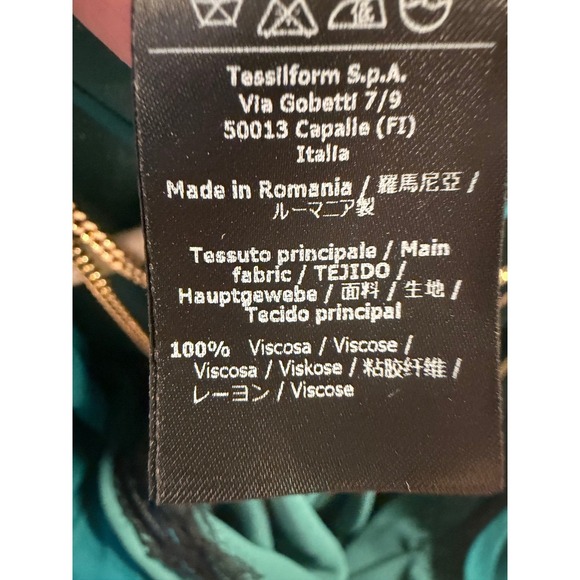 Tessilform S.p.A.
Via Gobetti 7/9
50013 Capalle (FI)
Italia
Made in Romania / 羅馬尼亞 /
ルーマニア製
Tessuto principale / Main
fabric / TEJIDO /
Hauptgewebe / 面料 / 生地 /
Tecido principal
100% Viscosa / Viscose /
Viscosa / Viskose / 粘胶纤维 /
レーヨン / Viscose